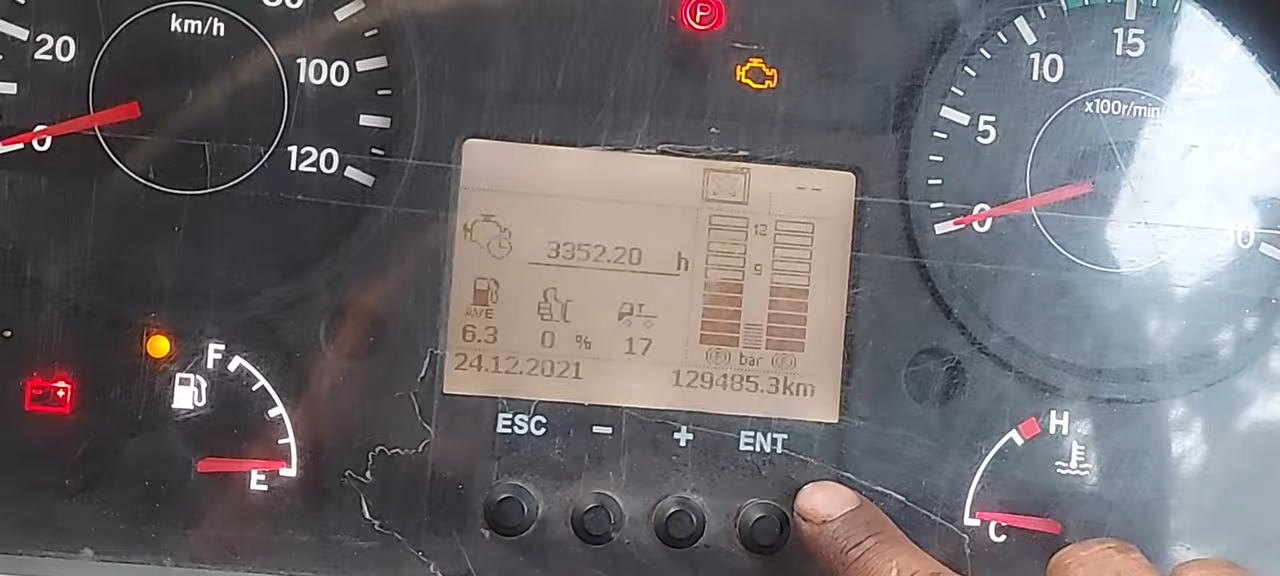 km/h
20
100
0
120
P
10
15
x100r/min
5
0
30
--
12
3352.20 h
9
AVE
6.3
0 %
17
bar
24.12.2021
129485.3km
F
E
ESC - + ENT
H
C